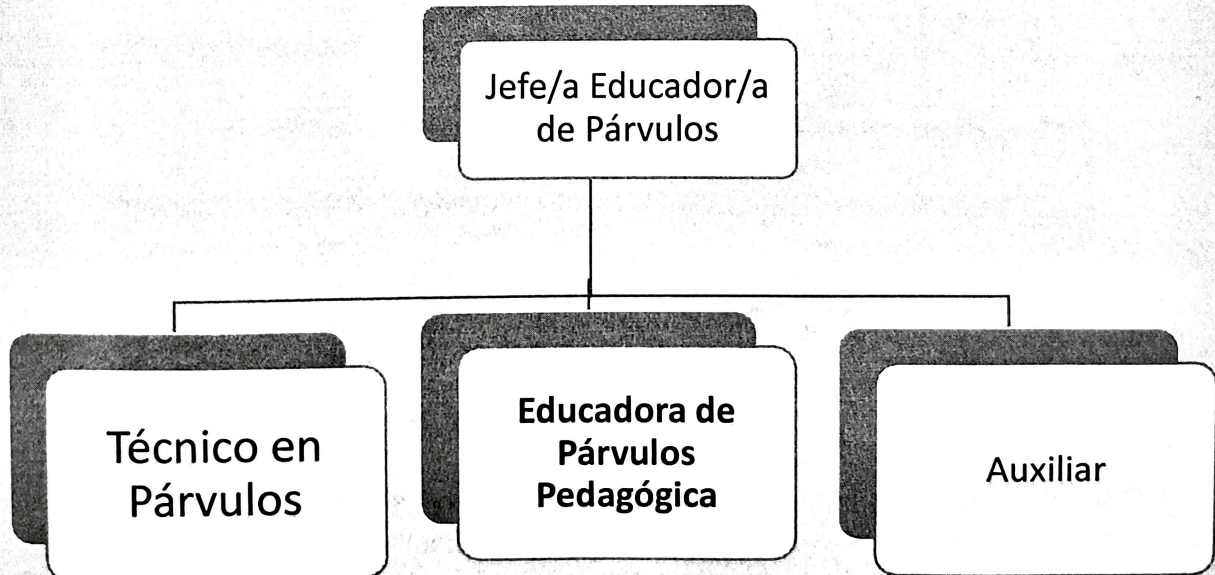 Jefe/a Educador/a
de Párvulos
Técnico en
Párvulos
Educadora de
Párvulos
Pedagógica
Auxiliar